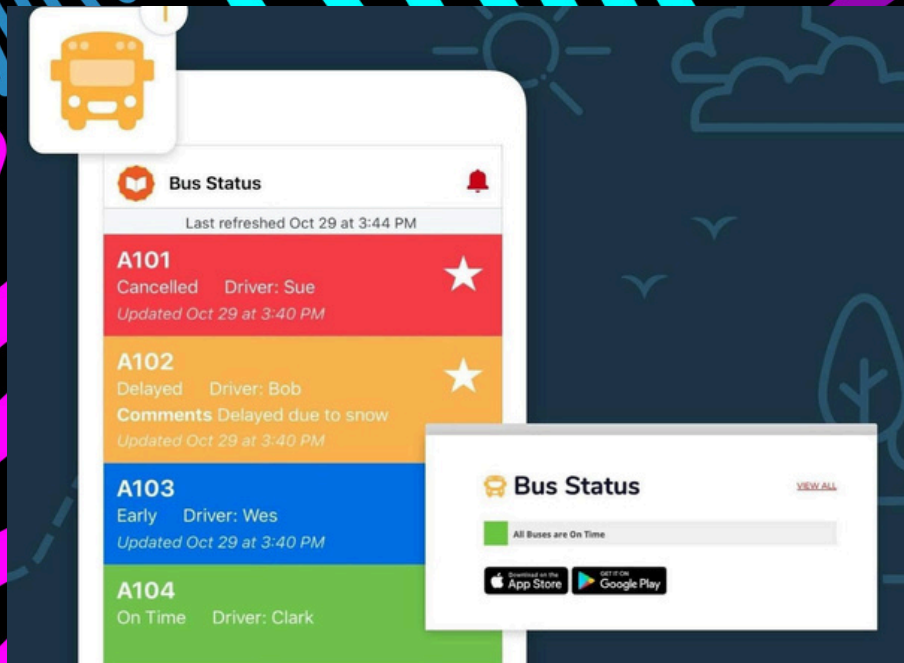 1
Bus Status
Last refreshed Oct 29 at 3:44 PM
A101
Cancelled Driver: Sue
Updated Oct 29 at 3:40 PM
A102
Delayed Driver: Bob
Comments Delayed due to snow
Updated Oct 29 at 3:40 PM
A103
Early Driver: Wes
Updated Oct 29 at 3:40 PM
A104
On Time Driver: Clark
Bus Status
VIEW ALL
All Buses are On Time
Download on the
App Store
GET IT ON
Google Play